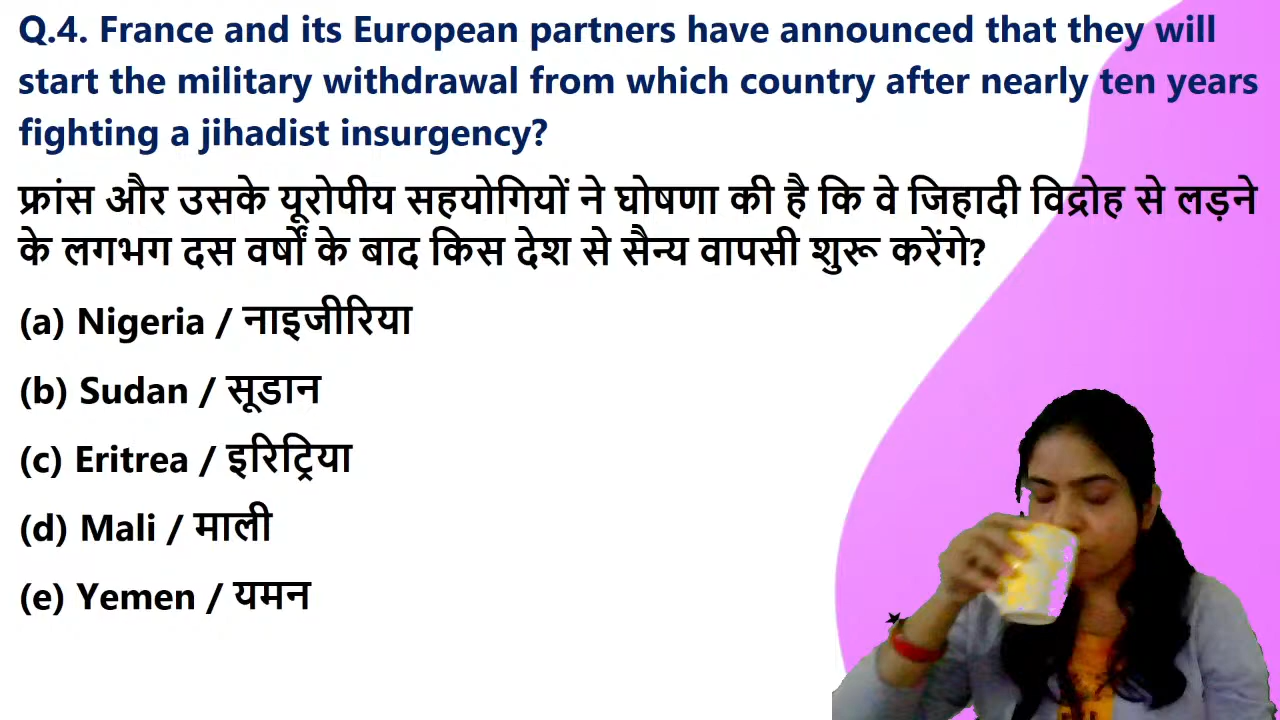 Q.4. France and its European partners have announced that they will
start the military withdrawal from which country after nearly ten years
fighting a jihadist insurgency?
फ्रांस और उसके यूरोपीय सहयोगियों ने घोषणा की है कि वे जिहादी विद्रोह से लड़ने
के लगभग दस वर्षों के बाद किस देश से सैन्य वापसी शुरू करेंगे?
(a) Nigeria / नाइजीरिया
(b) Sudan / सूडान
(c) Eritrea / इरिट्रिया
(d) Mali / माली
(e) Yemen / यमन